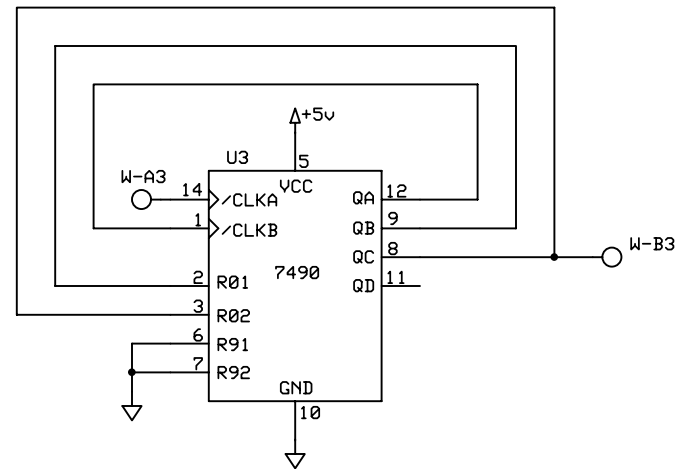 +5v
U3
5
W-A3
14
/CLKA
VCC
QA
12
1
/CLKB
QB
9
QC
8
W-B3
2
R01
7490
QD
11
3
R02
6
R91
7
R92
GND
10